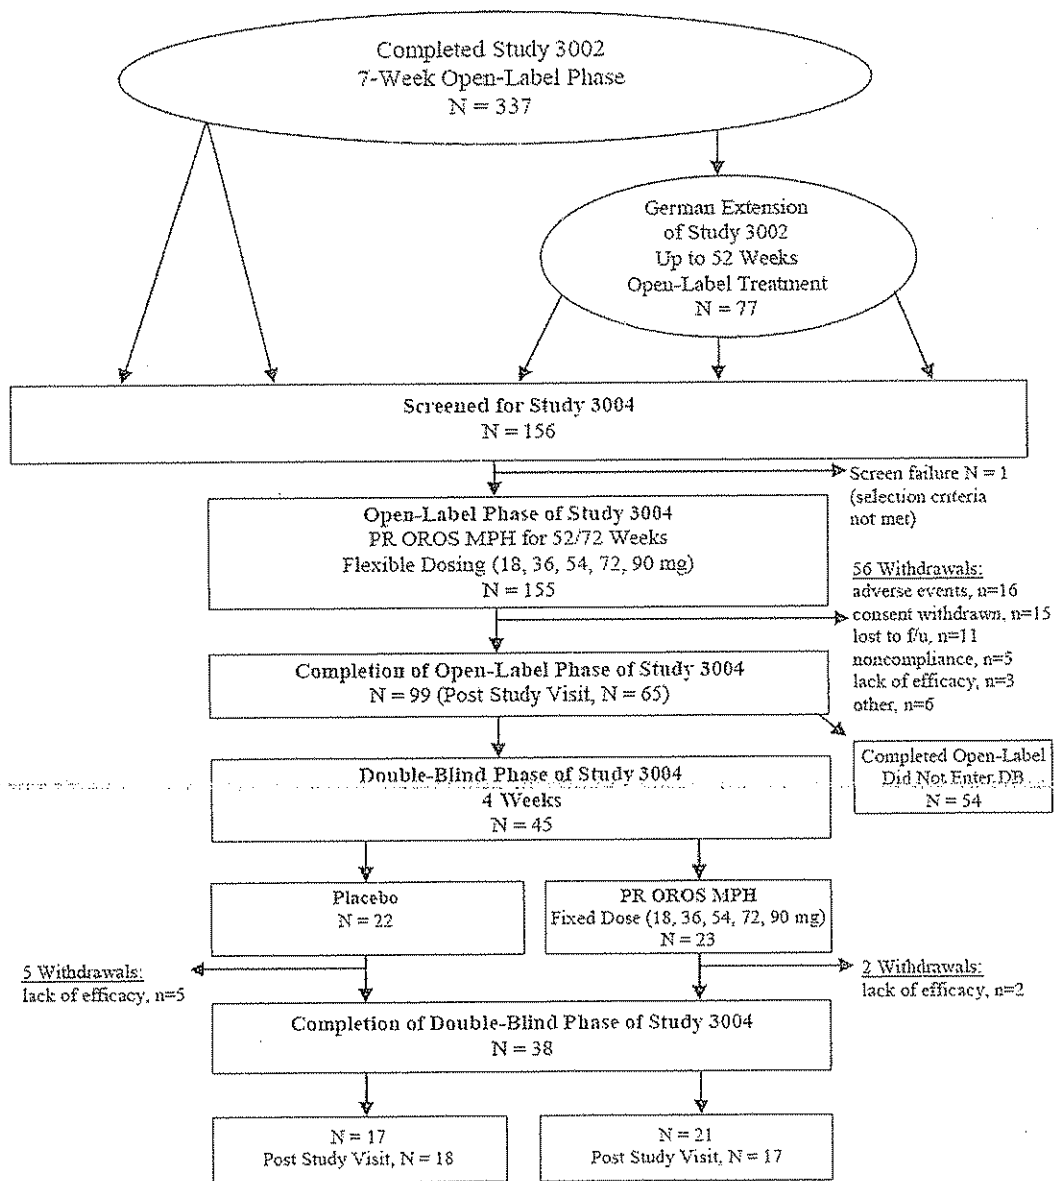 Completed Study 3002
7-Week Open-Label Phase
N = 337
German Extension
of Study 3002
Up to 52 Weeks
Open-Label Treatment
N = 77
Screened for Study 3004
N = 156
Screen failure N = 1
(selection criteria
not met)
Open-Label Phase of Study 3004
PR OROS MPH for 52/72 Weeks
Flexible Dosing (18, 36, 54, 72, 90 mg)
N = 155
56 Withdrawals:
adverse events, n=16
consent withdrawn, n=15
lost to f/u, n=11
noncompliance, n=5
lack of efficacy, n=3
other, n=6
Completion of Open-Label Phase of Study 3004
N = 99 (Post Study Visit, N = 65)
Completed Open-Label
Did Not Enter DB
N = 54
Double-Blind Phase of Study 3004
4 Weeks
N = 45
Placebo
N = 22
PR OROS MPH
Fixed Dose (18, 36, 54, 72, 90 mg)
N = 23
5 Withdrawals:
lack of efficacy, n=5
2 Withdrawals:
lack of efficacy, n=2
Completion of Double-Blind Phase of Study 3004
N = 38
N = 17
Post Study Visit, N = 18
N = 21
Post Study Visit, N = 17